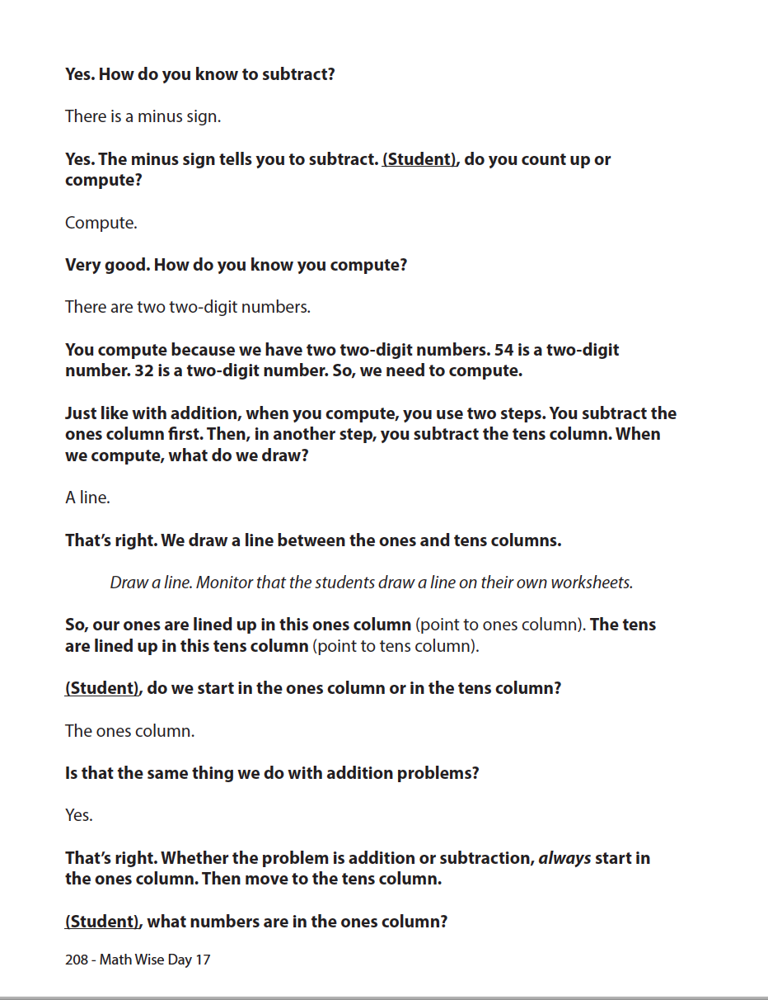 Yes. How do you know to subtract?
There is a minus sign.
Yes. The minus sign tells you to subtract. (Student), do you count up or
compute?
Compute.
Very good. How do you know you compute?
There are two two-digit numbers.
You compute because we have two two-digit numbers. 54 is a two-digit
number. 32 is a two-digit number. So, we need to compute.
Just like with addition, when you compute, you use two steps. You subtract the
ones column first. Then, in another step, you subtract the tens column. When
we compute, what do we draw?
A line.
That’s right. We draw a line between the ones and tens columns.
Draw a line. Monitor that the students draw a line on their own worksheets.
So, our ones are lined up in this ones column (point to ones column). The tens
are lined up in this tens column (point to tens column).
(Student), do we start in the ones column or in the tens column?
The ones column.
Is that the same thing we do with addition problems?
Yes.
That’s right. Whether the problem is addition or subtraction, always start in
the ones column. Then move to the tens column.
(Student), what numbers are in the ones column?
208 - Math Wise Day 17